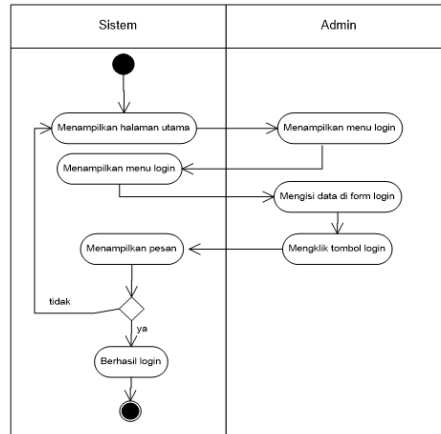 Sistem
Admin
Menampilkan halaman utama
Menampilkan menu login
Menampilkan menu login
Mengisi data di form login
Menampilkan pesan
Mengklik tombol login
tidak
ya
Berhasil login